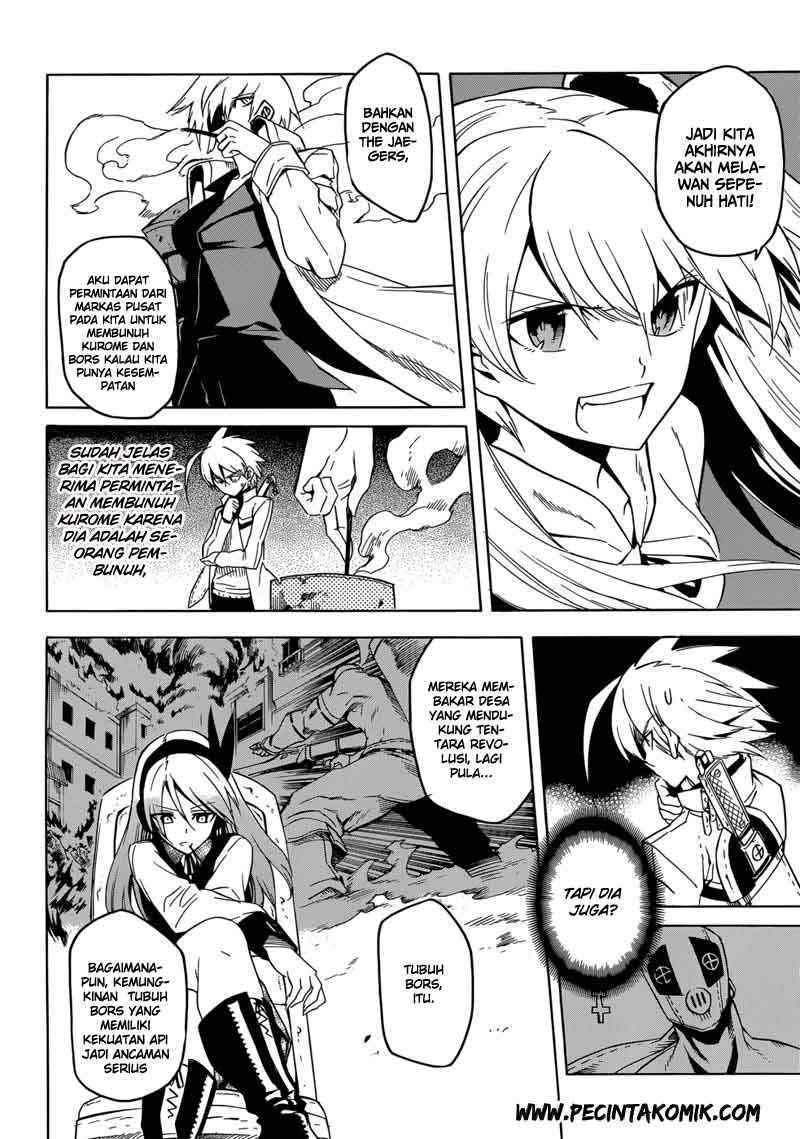 JADI KITA
AKHIRNYA
AKAN MELA-
WAN SEPE-
NUH HATI!
BAHKAN
DENGAN
THE JAE-
GERS,
AKU DAPAT
PERMINTAAN DARI
MARKAS PUSAT
PADA KITA UNTUK
MEMBUNUH
KUROME DAN
BORS KALAU KITA
PUNYA KESEM-
PATAN
SUDAH JELAS
BAGI KITA MENE-
RIMA PERMINTA-
AN MEMBUNUH
KUROME KARENA
DIA ADALAH SE-
ORANG PEM-
BUNUH,
TAPI DIA
JUGA?
MEREKA MEM-
BAKAR DESA
YANG MENDU-
KUNG TEN-
TARA REVO-
LUSI, LAGI
PULA...
TUBUH
BORS,
ITU.
BAGAIMANA-
PUN, KEMUNG-
KINAN TUBUH
BORS YANG
MEMILIKI
KEKUATAN API
JADI ANCAMAN
SERIUS
WWW.PECINTAKOMIK.COM